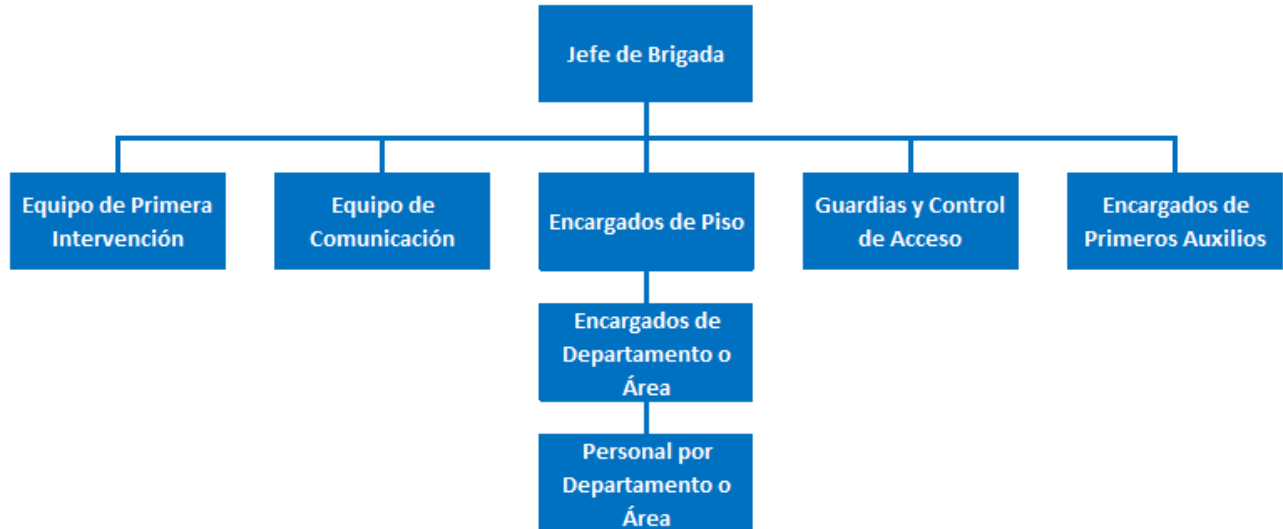 Jefe de Brigada
Equipo de Primera
Intervención
Equipo de
Comunicación
Encargados de Piso
Guardias y Control
de Acceso
Encargados de
Primeros Auxilios
Encargados de
Departamento o
Área
Personal por
Departamento o
Área